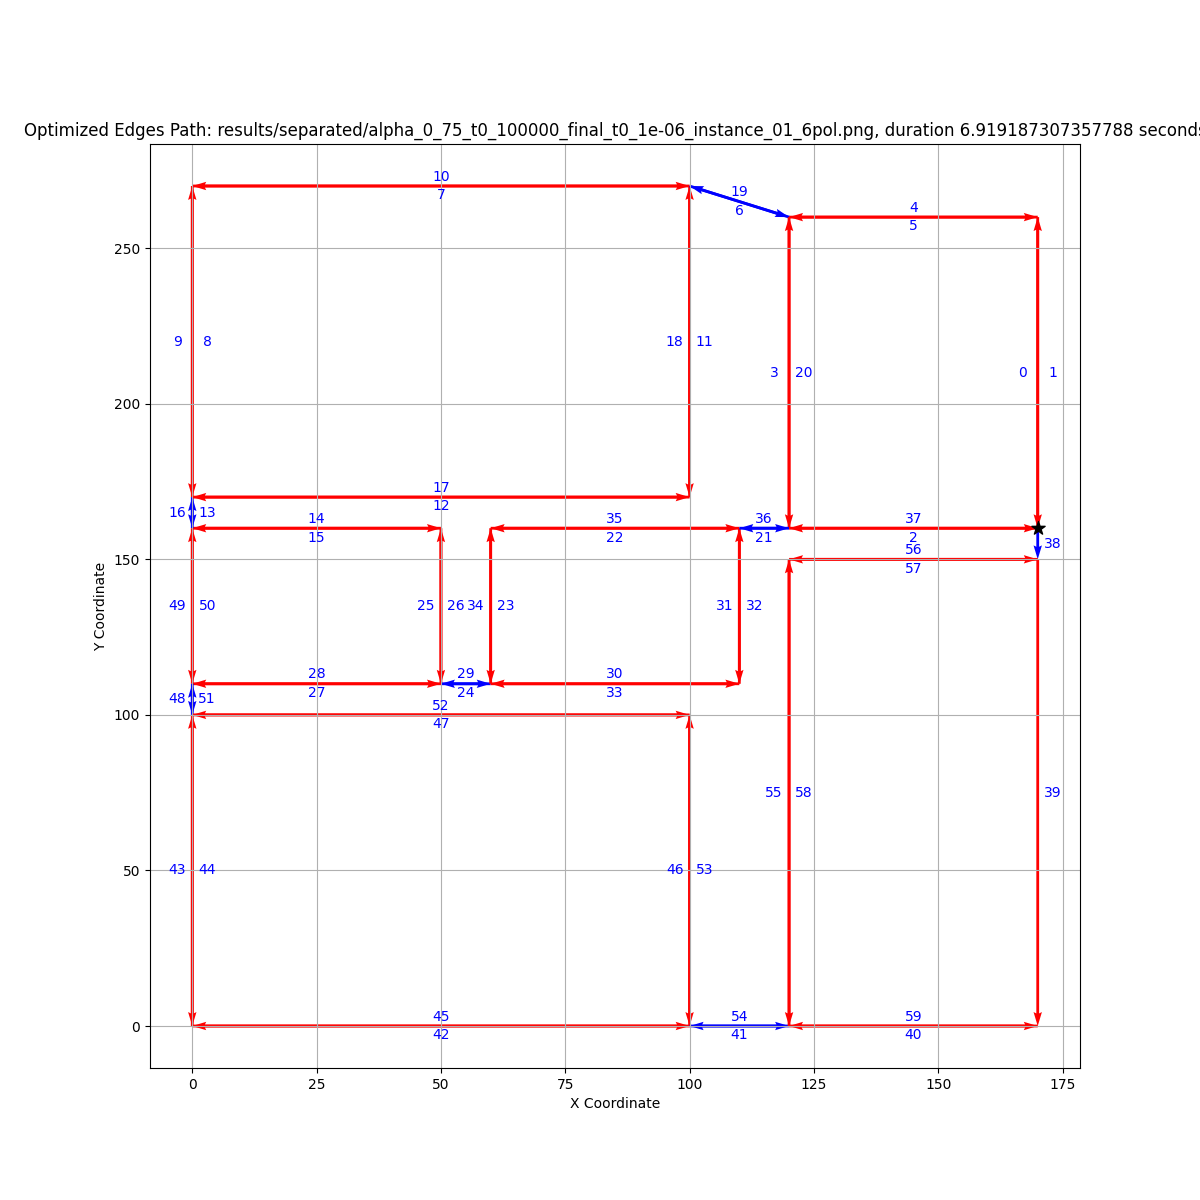 Optimized Edges Path: results/separated/alpha_0_75_t0_100000_final_t0_1e-06_instance_01_6pol.png, duration 6.919187307357788 seconds
10
19
7
4
6
5
250
9 8 18 11
3 20 0 1
200
17
16 13 12
14 35 36 37
15 22 21 2
38
56
150
57
49 50 25 26 34 23 31 32
28 29 30
27 24 33
48 51
52
100
47
55 58 39
50
43 44 46 53
45 54 59
0
42 41 40
0 25 50 75 100 125 150 175
X Coordinate
Y Coordinate